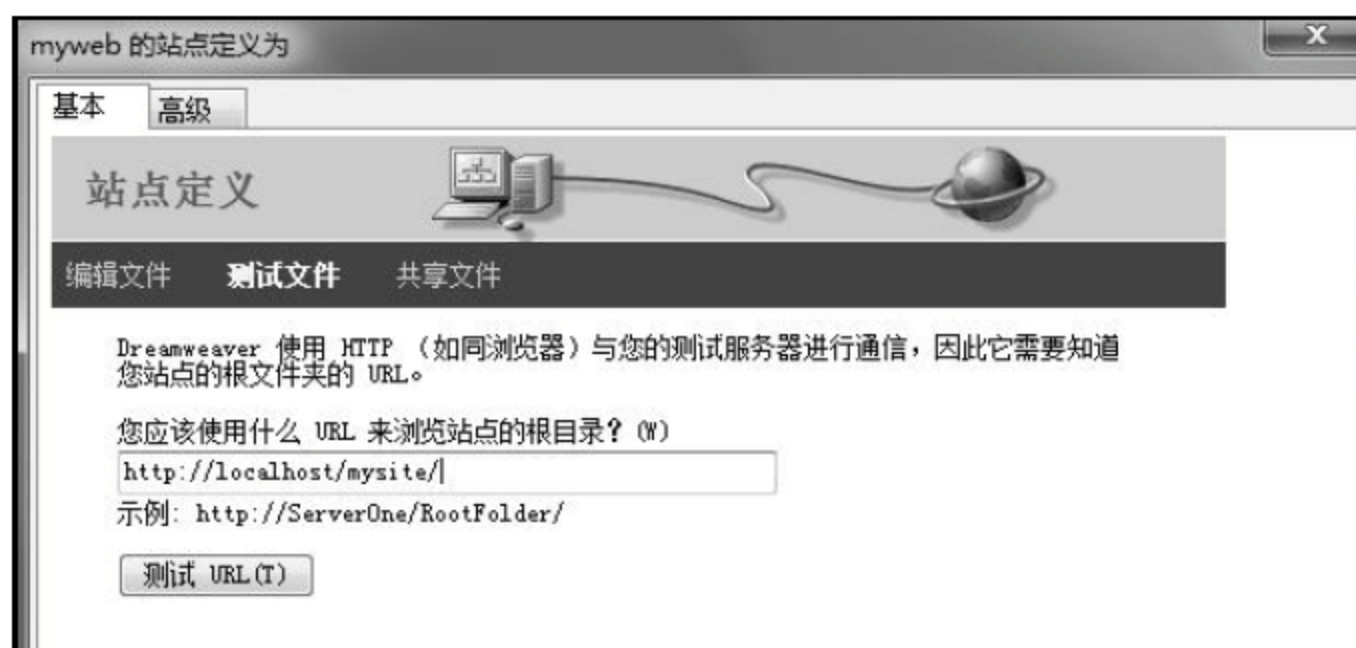 myweb 的站点定义为
基本 高级
站点定义
编辑文件 测试文件 共享文件
Dreamweaver 使用 HTTP （如同浏览器）与您的测试服务器进行通信，因此它需要知道
您站点的根文件夹的 URL。
您应该使用什么 URL 来浏览站点的根目录？(W)
http://localhost/mysite/
示例: http://ServerOne/RootFolder/
测试 URL(T)